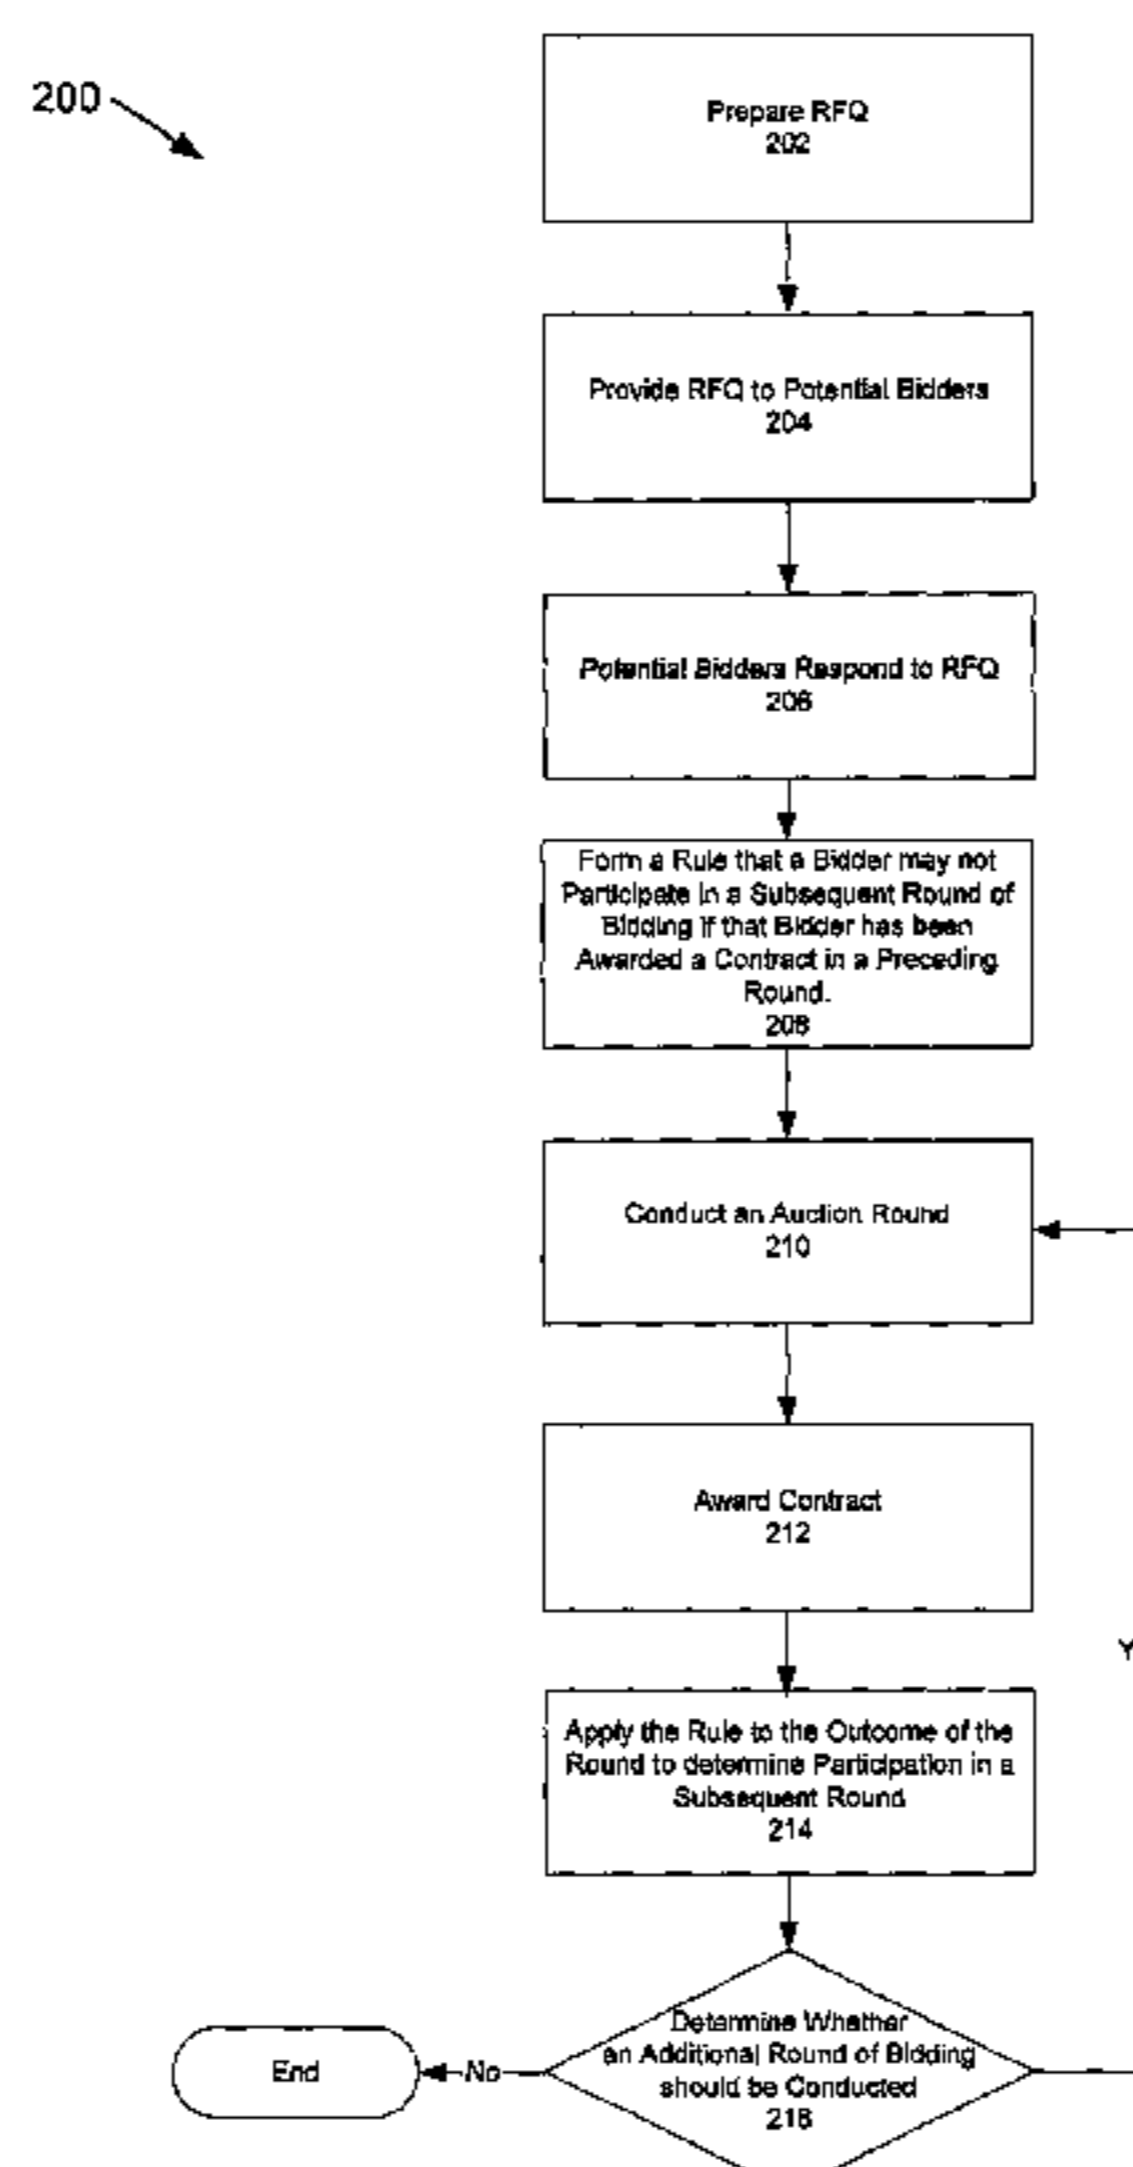 200
Prepare RFQ
202
Provide RFQ to Potential Bidders
204
Potential Bidders Respond to RFQ
206
Form a Rule that a Bidder may not
Participate in a Subsequent Round of
Bidding if that Bidder has been
Awarded a Contract in a Preceding
Round.
208
Conduct an Auction Round
210
Award Contract
212
Y
Apply the Rule to the Outcome of the
Round to determine Participation in a
Subsequent Round
214
Determine Whether
an Additional Round of Bidding
should be Conducted
216
No
End